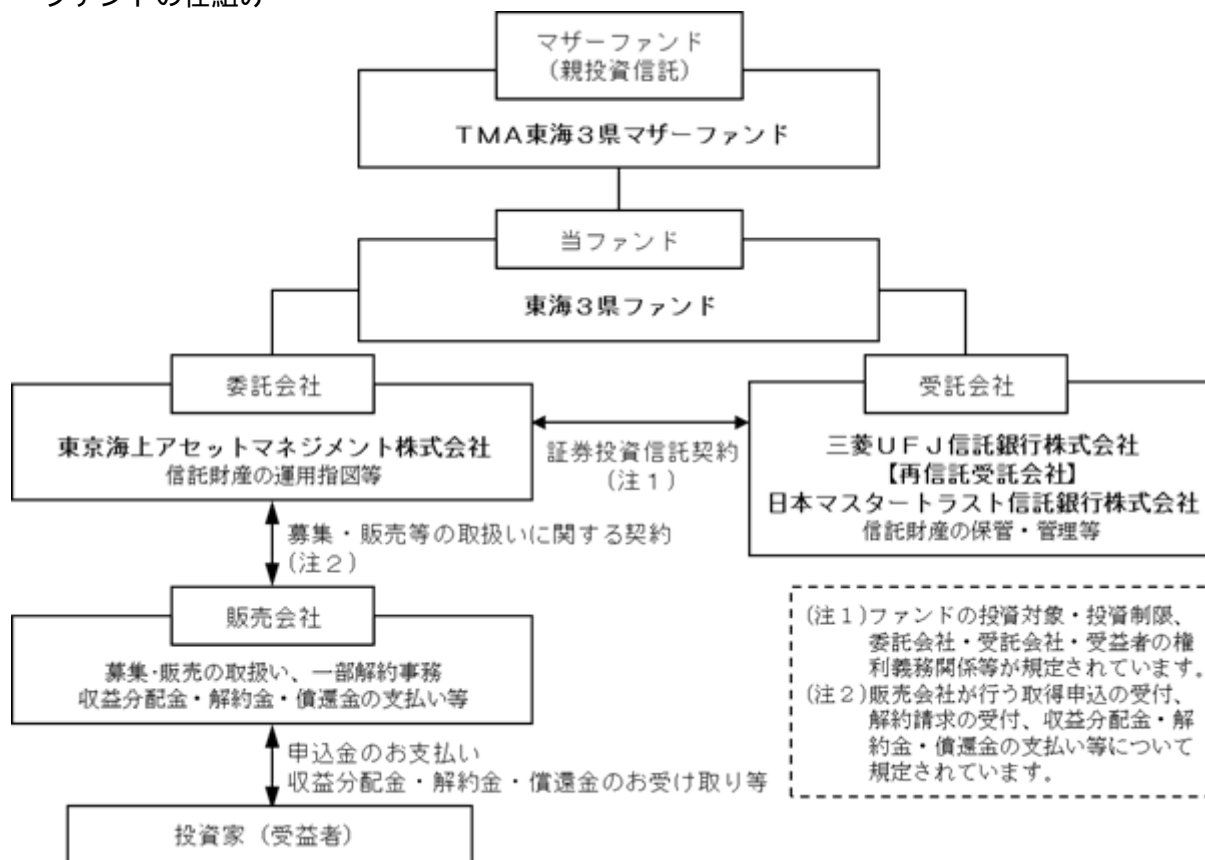 ファンドの仕組み
マザーファンド
(親投資信託)
TMA東海3県マザーファンド
当ファンド
東海3県ファンド
委託会社
東京海上アセットマネジメント株式会社
信託財産の運用指図等
証券投資信託契約
(注1)
受託会社
三菱UFJ信託銀行株式会社
【再信託受託会社】
日本マスタートラスト信託銀行株式会社
信託財産の保管・管理等
募集・販売等の取扱いに関する契約
(注2)
販売会社
募集・販売の取扱い、一部解約事務
収益分配金・解約金・償還金の支払い等
申込金のお支払い
収益分配金・解約金・償還金のお受け取り等
投資家(受益者)
(注1)ファンドの投資対象・投資制限、
委託会社・受託会社・受益者の権
利義務関係等が規定されています。
(注2)販売会社が行う取得申込の受付、
解約請求の受付、収益分配金・解
約金・償還金の支払い等について
規定されています。